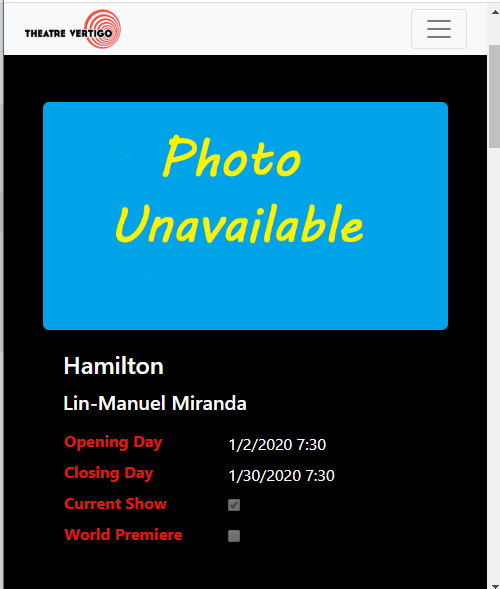 THEATRE VERTIGO
Photo
Unavailable
Hamilton
Lin-Manuel Miranda
Opening Day 1/2/2020 7:30
Closing Day 1/30/2020 7:30
Current Show
World Premiere